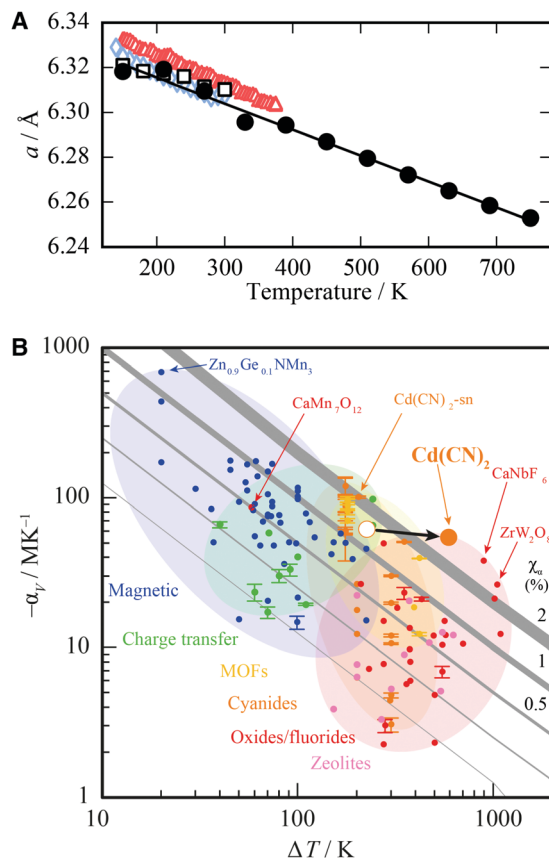 A
6.34
6.32
6.30
6.28
6.26
6.24
a / Å
200 300 400 500 600 700
Temperature / K
B
1000
100
10
1
−αV / MK−1
Zn0.9Ge0.1NMn3
CaMn7O12
Cd(CN)2-sn
Cd(CN)2
CaNbF6
ZrW2O8
χα
(%)
2
1
0.5
Magnetic
Charge transfer
MOFs
Cyanides
Oxides/fluorides
Zeolites
10 100 1000
ΔT / K